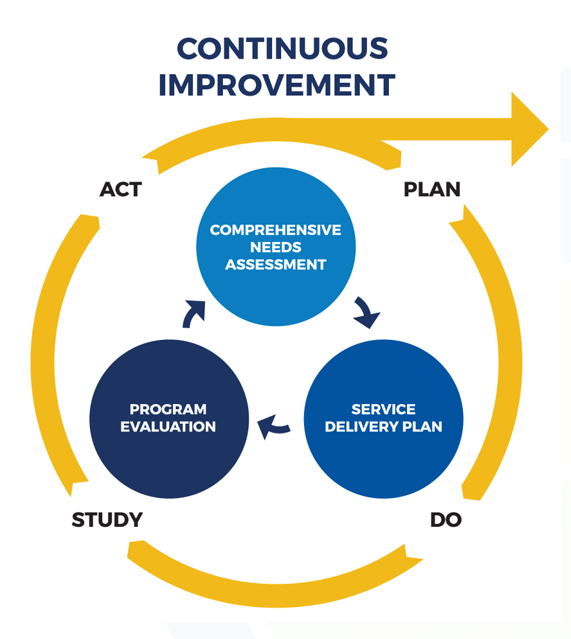 CONTINUOUS
IMPROVEMENT
ACT
PLAN
COMPREHENSIVE
NEEDS
ASSESSMENT
PROGRAM
EVALUATION
SERVICE
DELIVERY PLAN
STUDY
DO